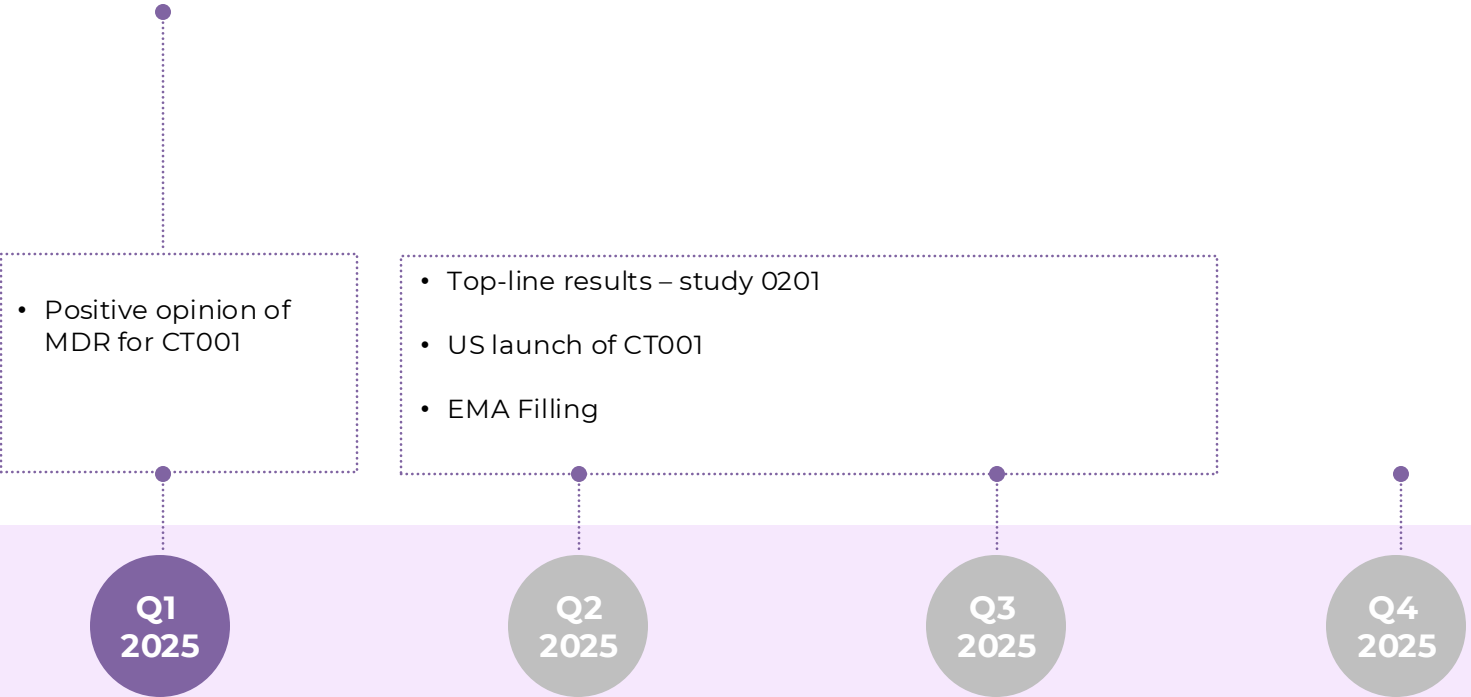 • Positive opinion of
MDR for CT001
• Top-line results – study 0201
• US launch of CT001
• EMA Filling
Q1
2025
Q2
2025
Q3
2025
Q4
2025